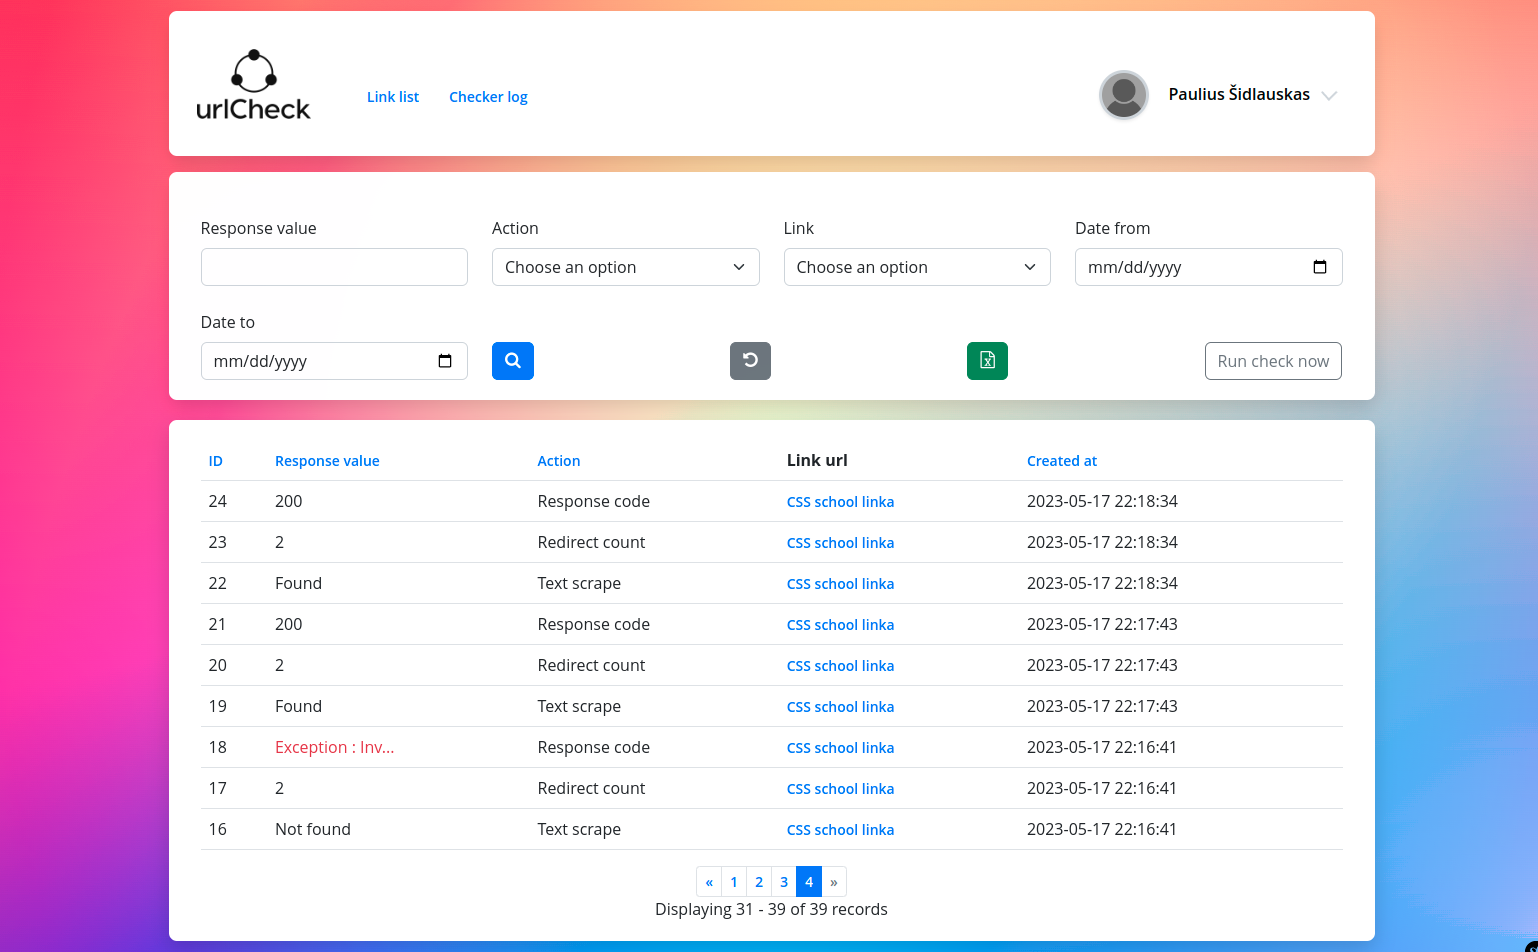 urlCheck
Link list Checker log
Paulius Šidlauskas
Response value Action Link Date from
Choose an option Choose an option mm/dd/yyyy
Date to
mm/dd/yyyy Run check now
ID Response value Action Link url Created at
24 200 Response code CSS school linka 2023-05-17 22:18:34
23 2 Redirect count CSS school linka 2023-05-17 22:18:34
22 Found Text scrape CSS school linka 2023-05-17 22:18:34
21 200 Response code CSS school linka 2023-05-17 22:17:43
20 2 Redirect count CSS school linka 2023-05-17 22:17:43
19 Found Text scrape CSS school linka 2023-05-17 22:17:43
18 Exception : Inv... Response code CSS school linka 2023-05-17 22:16:41
17 2 Redirect count CSS school linka 2023-05-17 22:16:41
16 Not found Text scrape CSS school linka 2023-05-17 22:16:41
« 1 2 3 4 »
Displaying 31 - 39 of 39 records